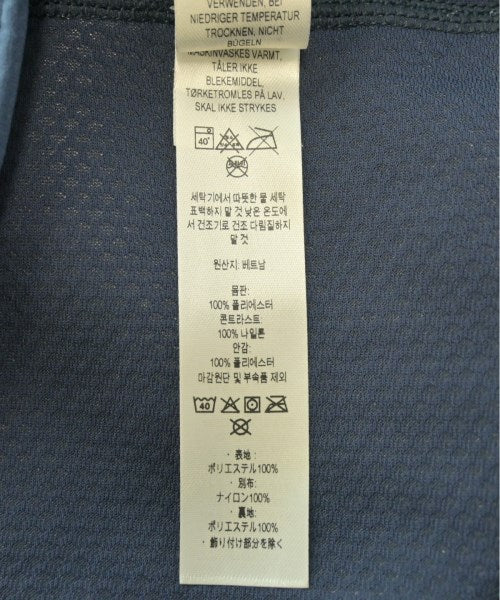 VERWENDEN, BEI
NIEDRIGER TEMPERATUR
TROCKNEN, NICHT
BÜGELN
MASKINVASKES VARMT,
TÅLER IKKE
BLEKEMIDDEL,
TØRKETROMLES PÅ LAV,
SKAL IKKE STRYKES
40°
세탁기에서 따뜻한 물 세탁
표백하지 말 것 낮은 온도에
서 건조기로 건조 다림질하지
말 것
원산지: 베트남
몸판:
100% 폴리에스터
콘트라스트:
100% 나일론
안감:
100% 폴리에스터
마감원단 및 부속품 제외
40
・表地:
ポリエステル100%
・別布:
ナイロン100%
・裏地:
ポリエステル100%
・飾り付け部分を除く